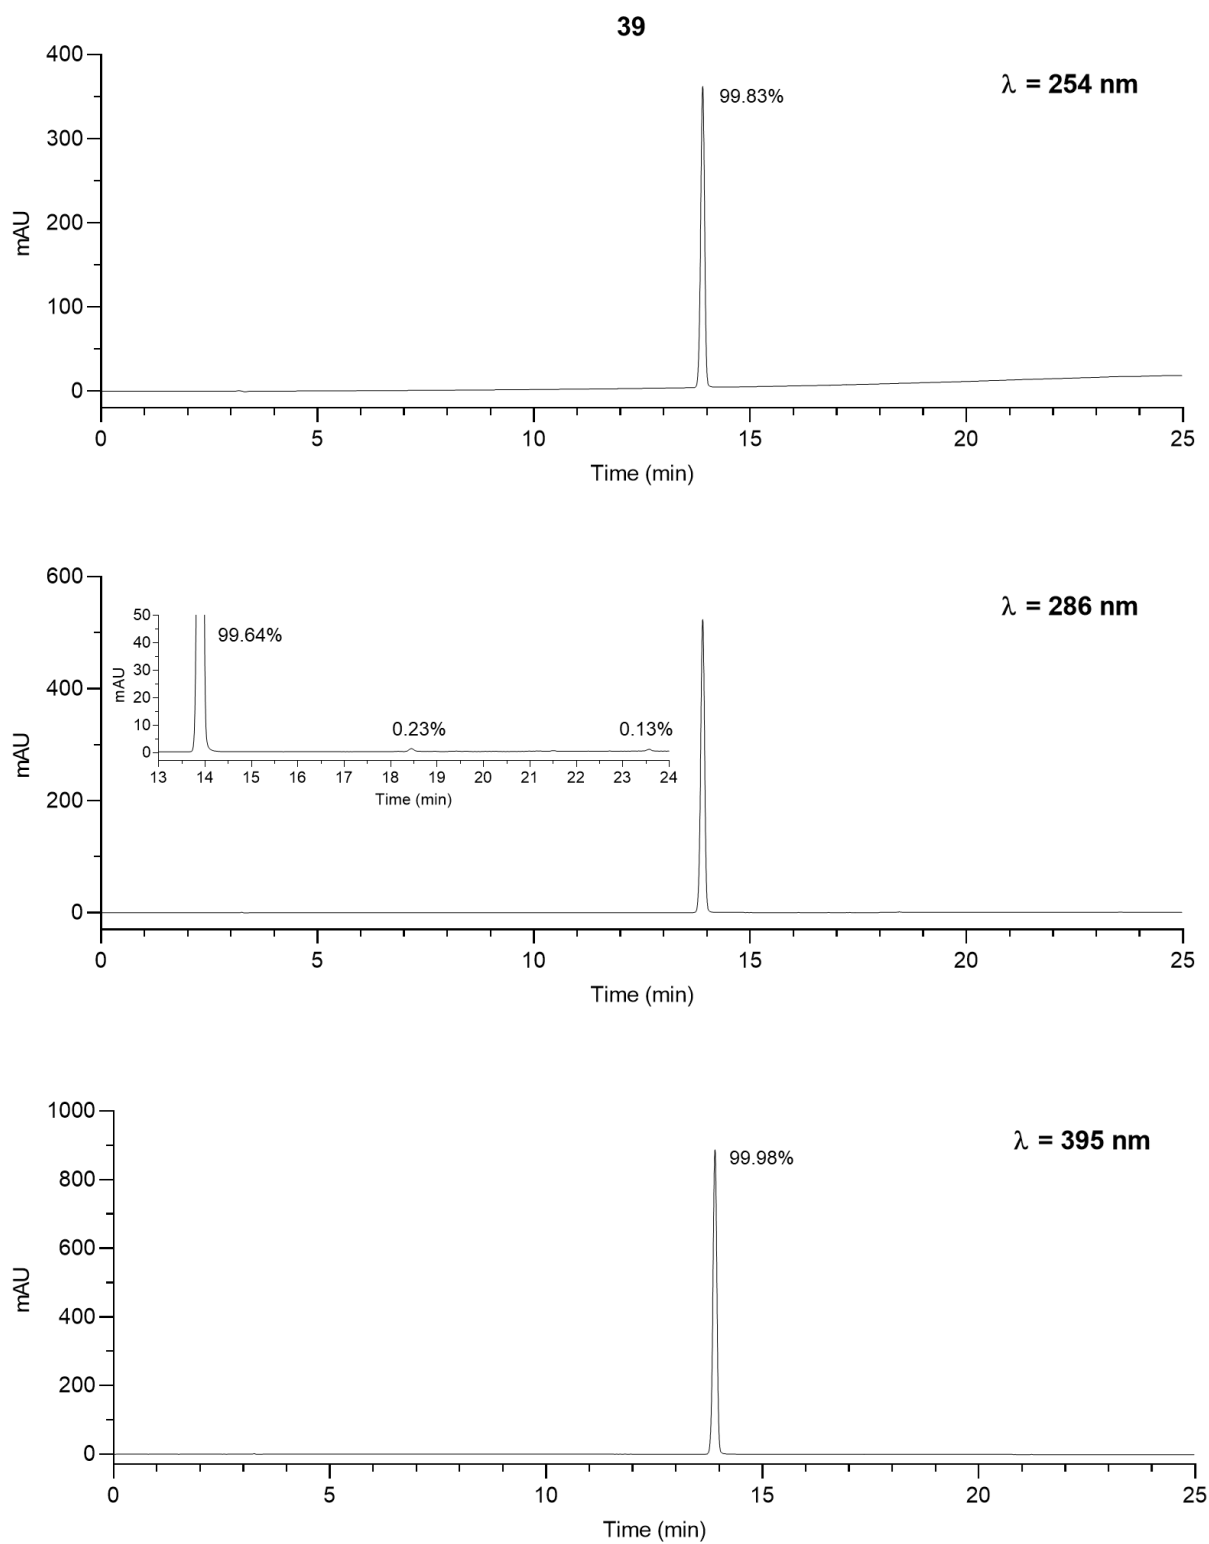 39
λ = 254 nm
99.83%
400
300
200
100
0
mAU
0 5 10 15 20 25
Time (min)
λ = 286 nm
600
400
200
0
mAU
50
40
30
20
10
0
mAU
99.64%
0.23%
0.13%
13 14 15 16 17 18 19 20 21 22 23 24
Time (min)
0 5 10 15 20 25
Time (min)
λ = 395 nm
99.98%
1000
800
600
400
200
0
mAU
0 5 10 15 20 25
Time (min)